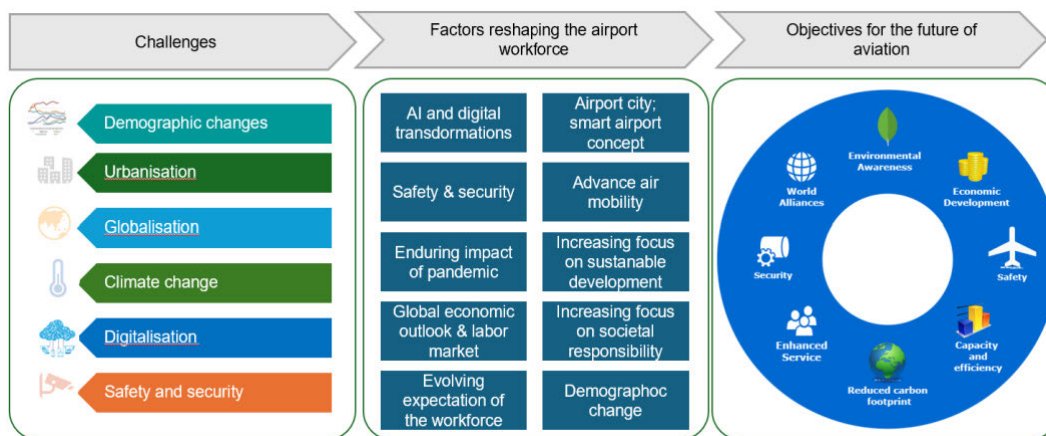 Challenges
Factors reshaping the airport
workforce
Objectives for the future of
aviation
Demographic changes
Urbanisation
Globalisation
Climate change
Digitalisation
Safety and security
AI and digital
transdormations
Airport city;
smart airport
concept
Safety & security
Advance air
mobility
Enduring impact
of pandemic
Increasing focus
on sustanable
development
Global economic
outlook & labor
market
Increasing focus
on societal
responsibility
Evolving
expectation of
the workforce
Demographoc
change
Environmental
Awareness
Economic
Development
Safety
Capacity
and
efficiency
Reduced carbon
footprint
Enhanced
Service
Security
World
Alliances